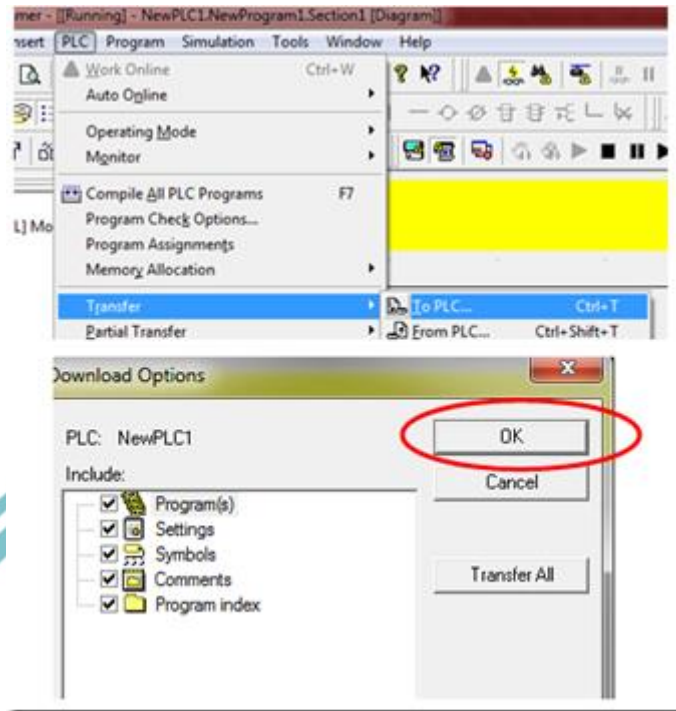 mer - [[Running] - NewPLC1.NewProgram1.Section1 [Diagram]]
nsert PLC Program Simulation Tools Window Help
Work Online Ctrl+W
Auto Online
Operating Mode
Monitor
Compile All PLC Programs F7
Program Check Options...
Program Assignments
L] Mo
Memory Allocation
Transfer To PLC... Ctrl+T
Partial Transfer From PLC... Ctrl+Shift+T
Download Options
PLC: NewPLC1
OK
Include:
Cancel
Program(s)
Settings
Symbols
Comments
Transfer All
Program index